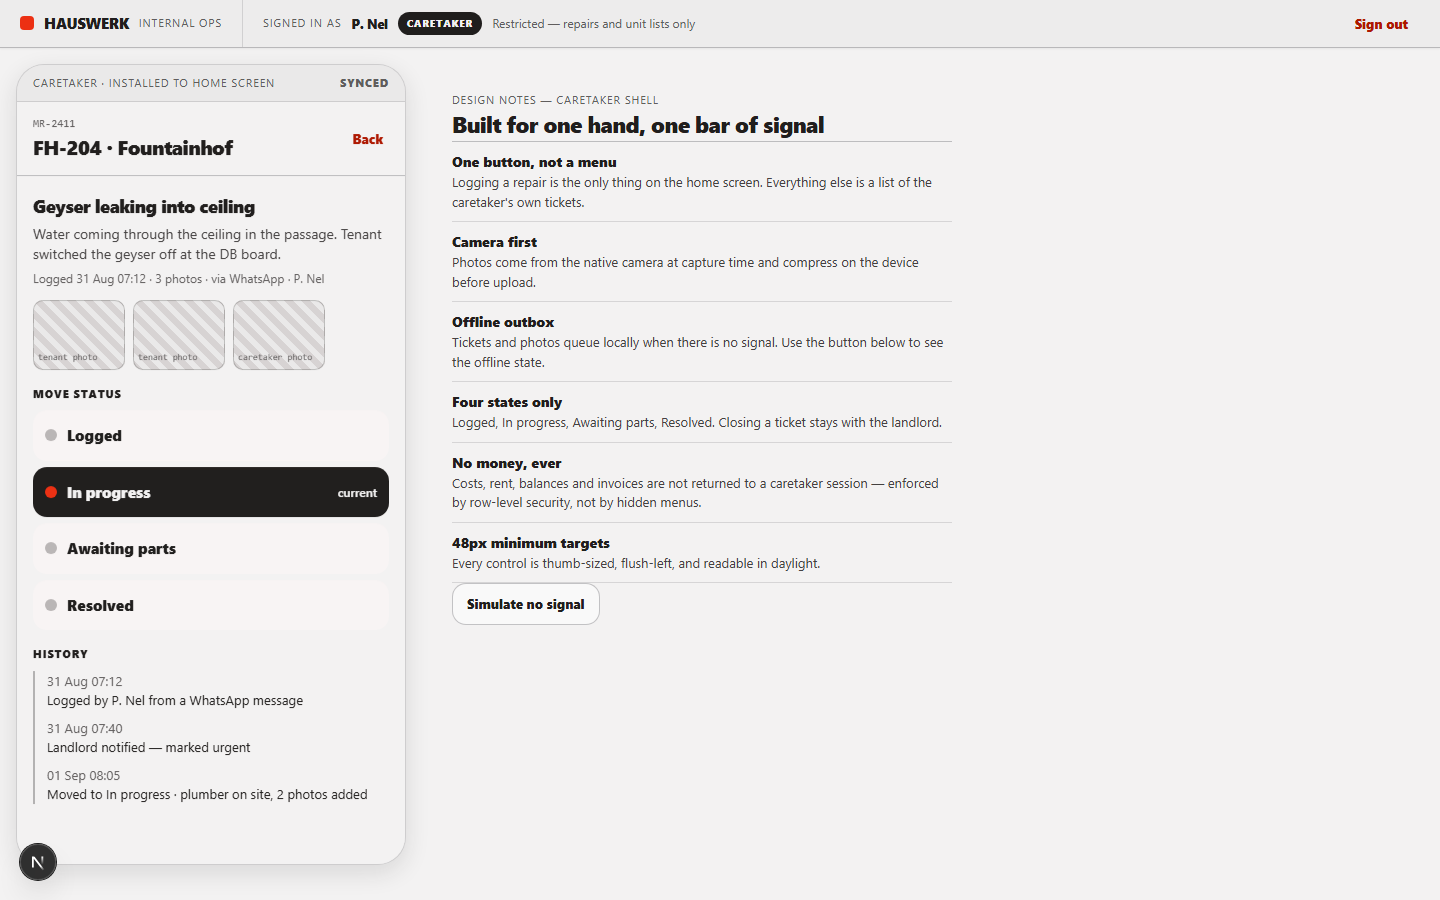 HAUSWERK INTERNAL OPS SIGNED IN AS P. Nel CARETAKER Restricted — repairs and unit lists only Sign out
CARETAKER · INSTALLED TO HOME SCREEN SYNCED
MR-2411
FH-204 · Fountainhof
Back
Geyser leaking into ceiling
Water coming through the ceiling in the passage. Tenant
switched the geyser off at the DB board.
Logged 31 Aug 07:12 · 3 photos · via WhatsApp · P. Nel
tenant photo tenant photo caretaker photo
MOVE STATUS
Logged
In progress current
Awaiting parts
Resolved
HISTORY
31 Aug 07:12
Logged by P. Nel from a WhatsApp message
31 Aug 07:40
Landlord notified — marked urgent
01 Sep 08:05
Moved to In progress · plumber on site, 2 photos added
N
DESIGN NOTES — CARETAKER SHELL
Built for one hand, one bar of signal
One button, not a menu
Logging a repair is the only thing on the home screen. Everything else is a list of the
caretaker's own tickets.
Camera first
Photos come from the native camera at capture time and compress on the device
before upload.
Offline outbox
Tickets and photos queue locally when there is no signal. Use the button below to see
the offline state.
Four states only
Logged, In progress, Awaiting parts, Resolved. Closing a ticket stays with the landlord.
No money, ever
Costs, rent, balances and invoices are not returned to a caretaker session — enforced
by row-level security, not by hidden menus.
48px minimum targets
Every control is thumb-sized, flush-left, and readable in daylight.
Simulate no signal